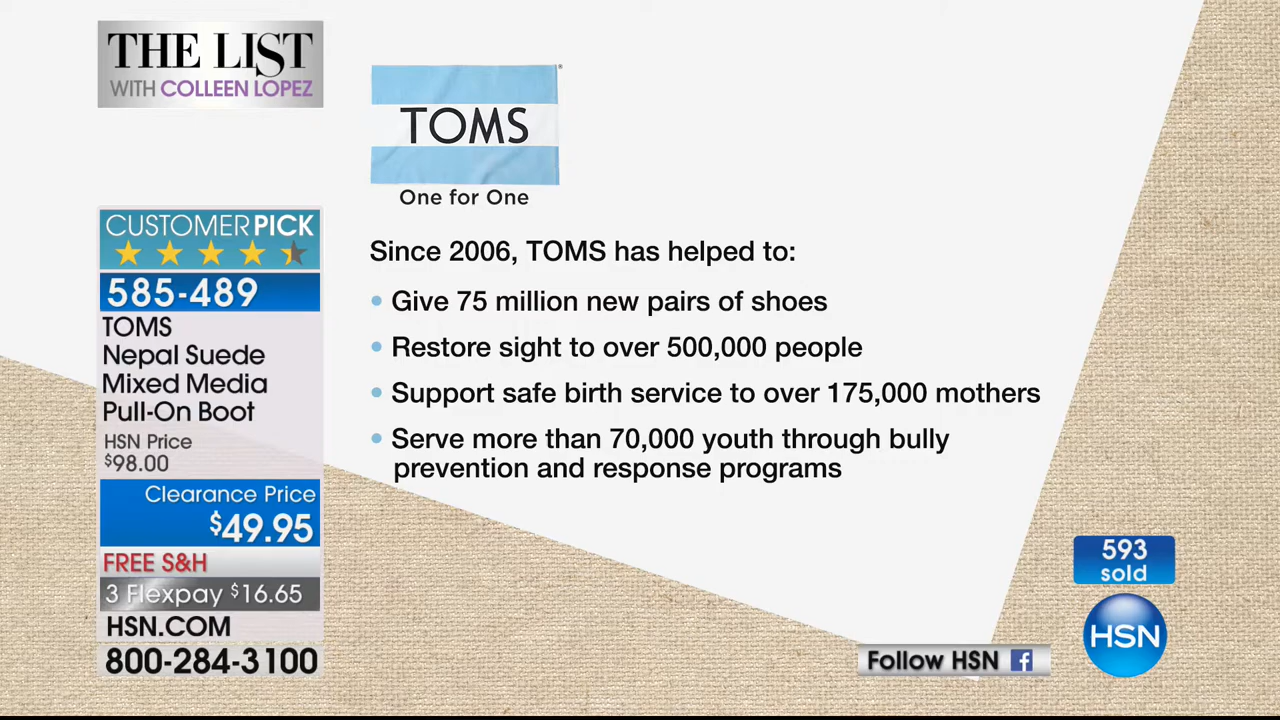 THE LIST
WITH COLLEEN LOPEZ
TOMS
One for One
CUSTOMER PICK
585-489
TOMS
Nepal Suede
Mixed Media
Pull-On Boot
HSN Price
$98.00
Clearance Price
$49.95
FREE S&H
3 Flexpay $16.65
HSN.COM
800-284-3100
Since 2006, TOMS has helped to:
• Give 75 million new pairs of shoes
• Restore sight to over 500,000 people
• Support safe birth service to over 175,000 mothers
• Serve more than 70,000 youth through bully
prevention and response programs
593
sold
HSN
Follow HSN f